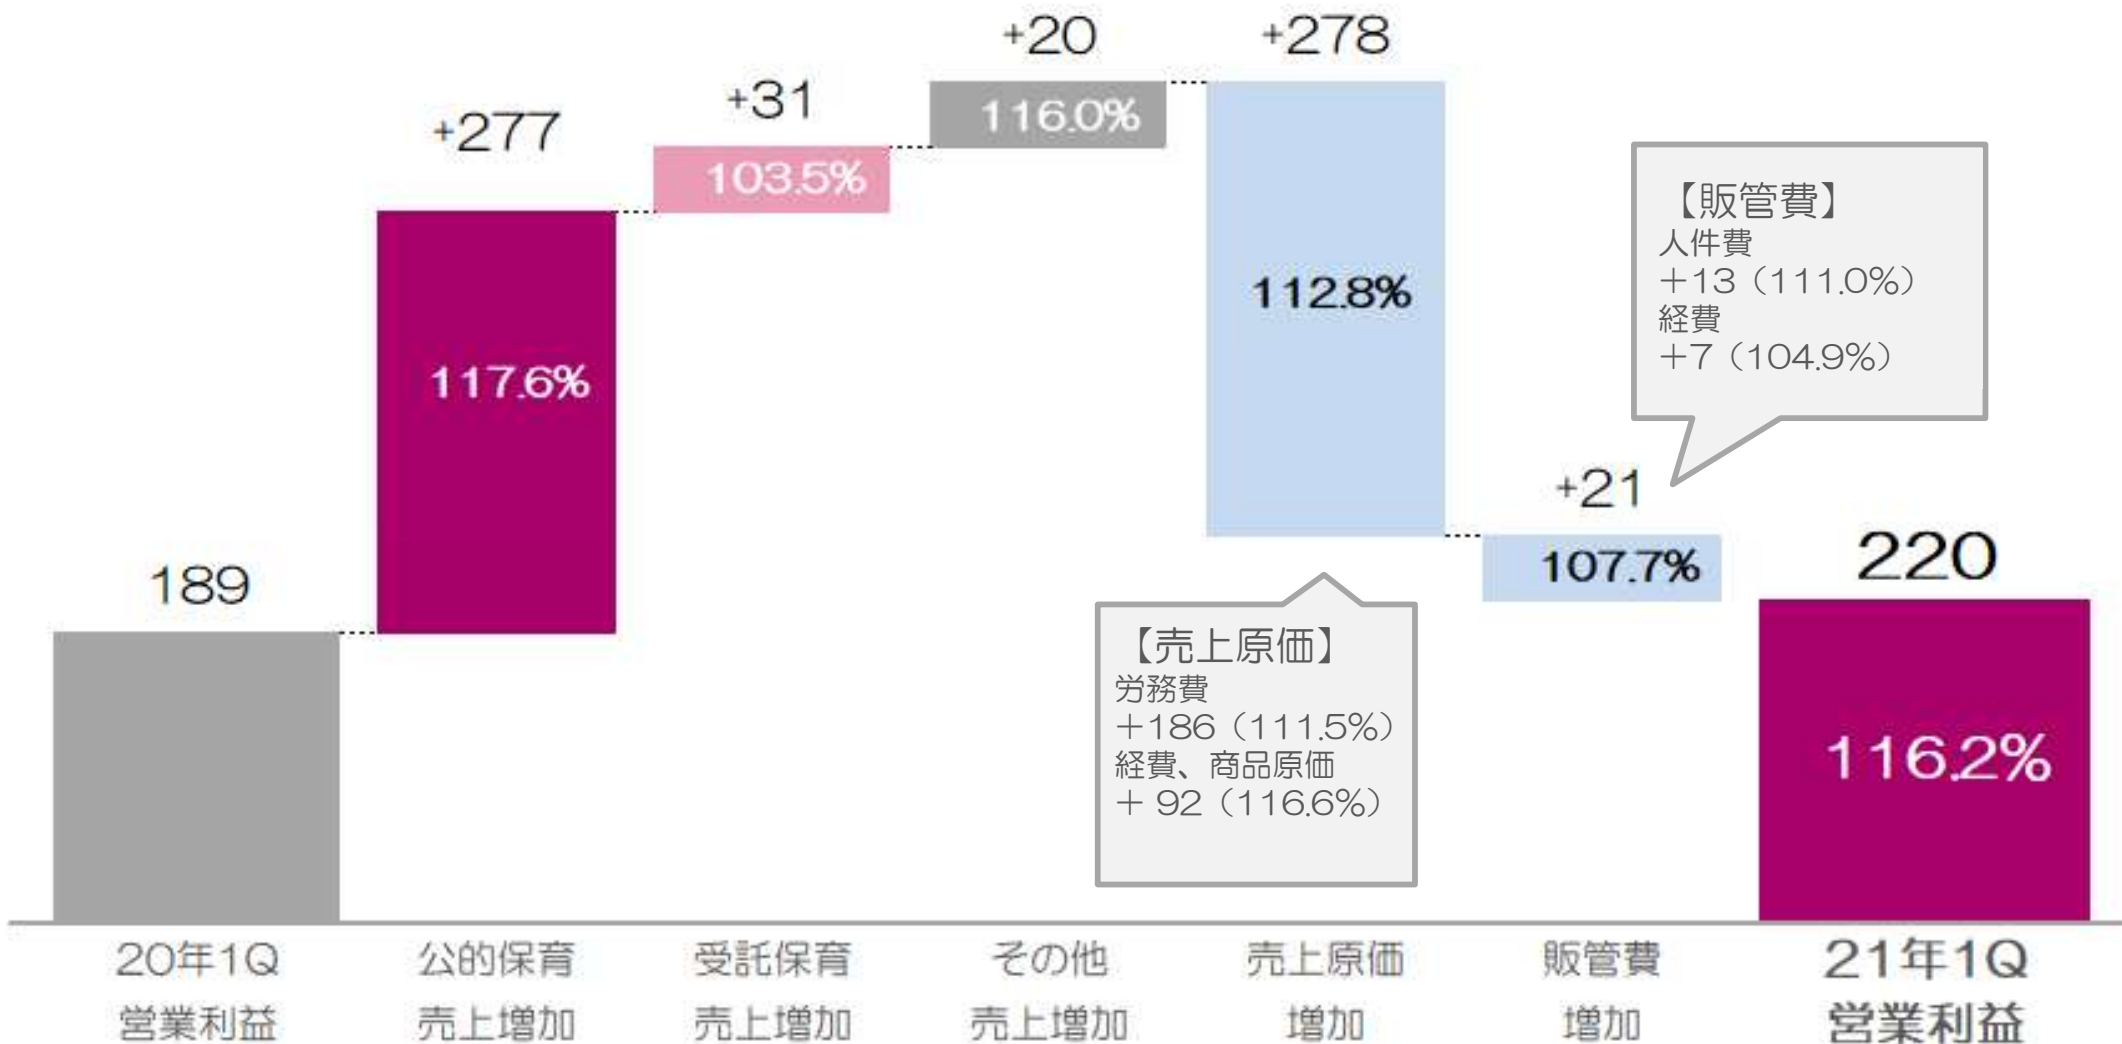 189
+277
117.6%
+31
103.5%
+20
116.0%
+278
112.8%
【売上原価】
労務費
+186（111.5%）
経費、商品原価
+ 92（116.6%）
+21
107.7%
【販管費】
人件費
+13（111.0%）
経費
+7（104.9%）
220
116.2%
20年1Q
営業利益
公的保育
売上増加
受託保育
売上増加
その他
売上増加
売上原価
増加
販管費
増加
21年1Q
営業利益